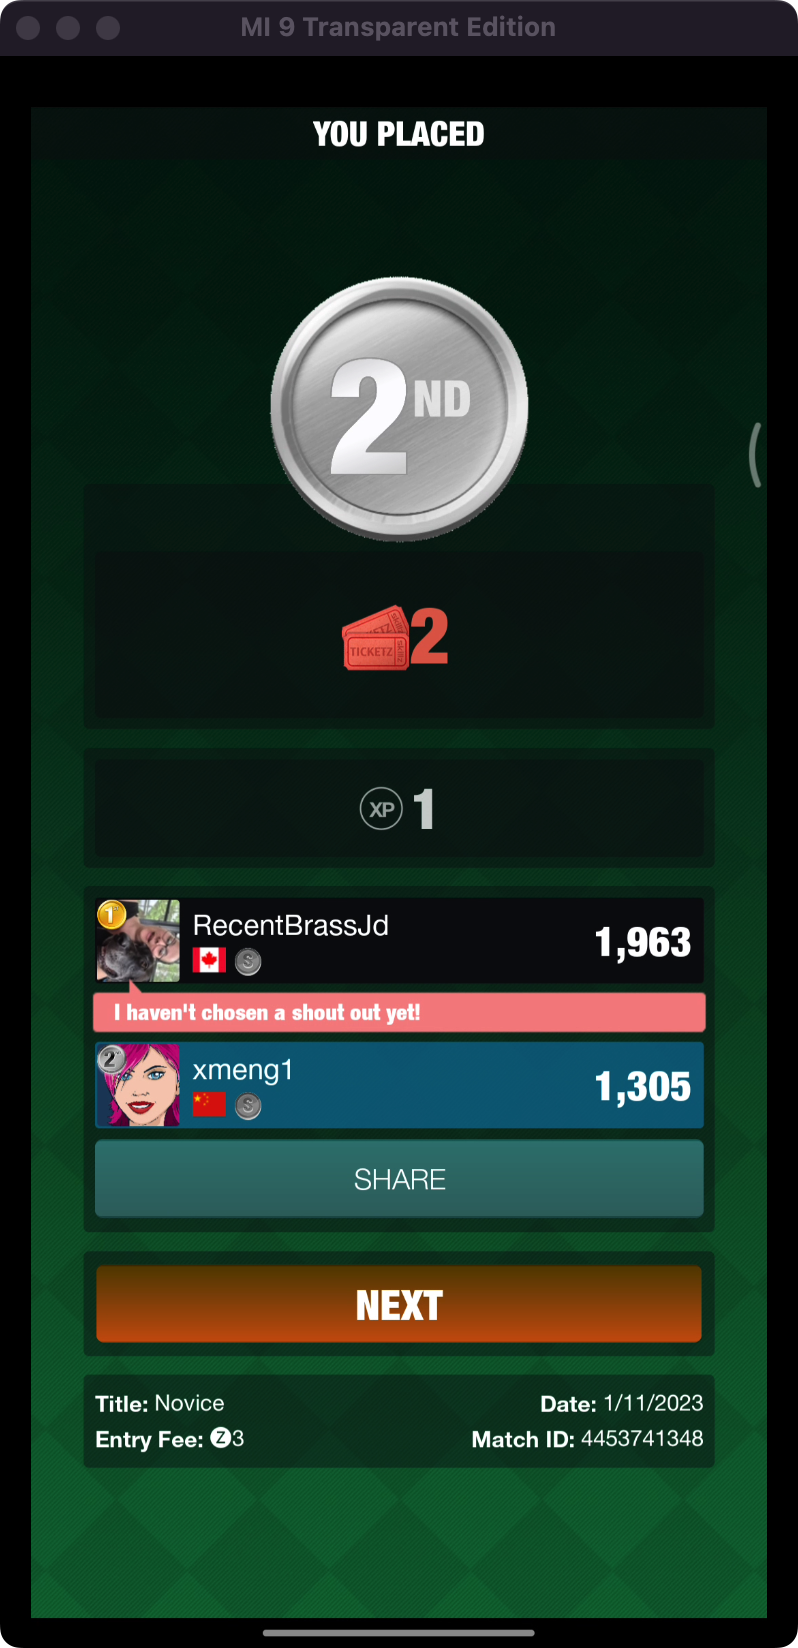 MI 9 Transparent Edition
YOU PLACED
2ND
TICKETZ 2
XP 1
1
RecentBrassJd
S
1,963
I haven't chosen a shout out yet!
2
xmeng1
S
1,305
SHARE
NEXT
Title: Novice Date: 1/11/2023
Entry Fee: Z3 Match ID: 4453741348